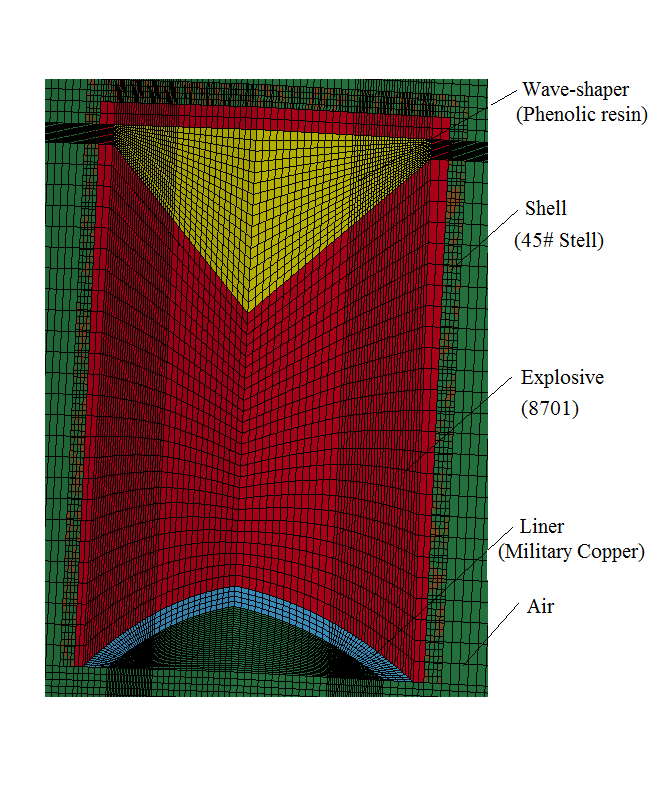 Wave-shaper
(Phenolic resin)
Shell
(45# Stell)
Explosive
(8701)
Liner
(Military Copper)
Air